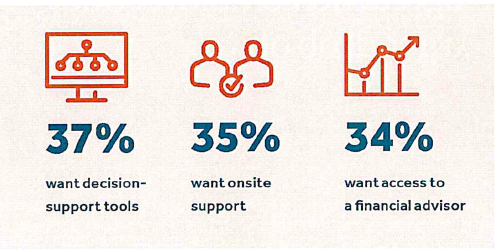 37%
want decision-
support tools
35%
want onsite
support
34%
want access to
a financial advisor